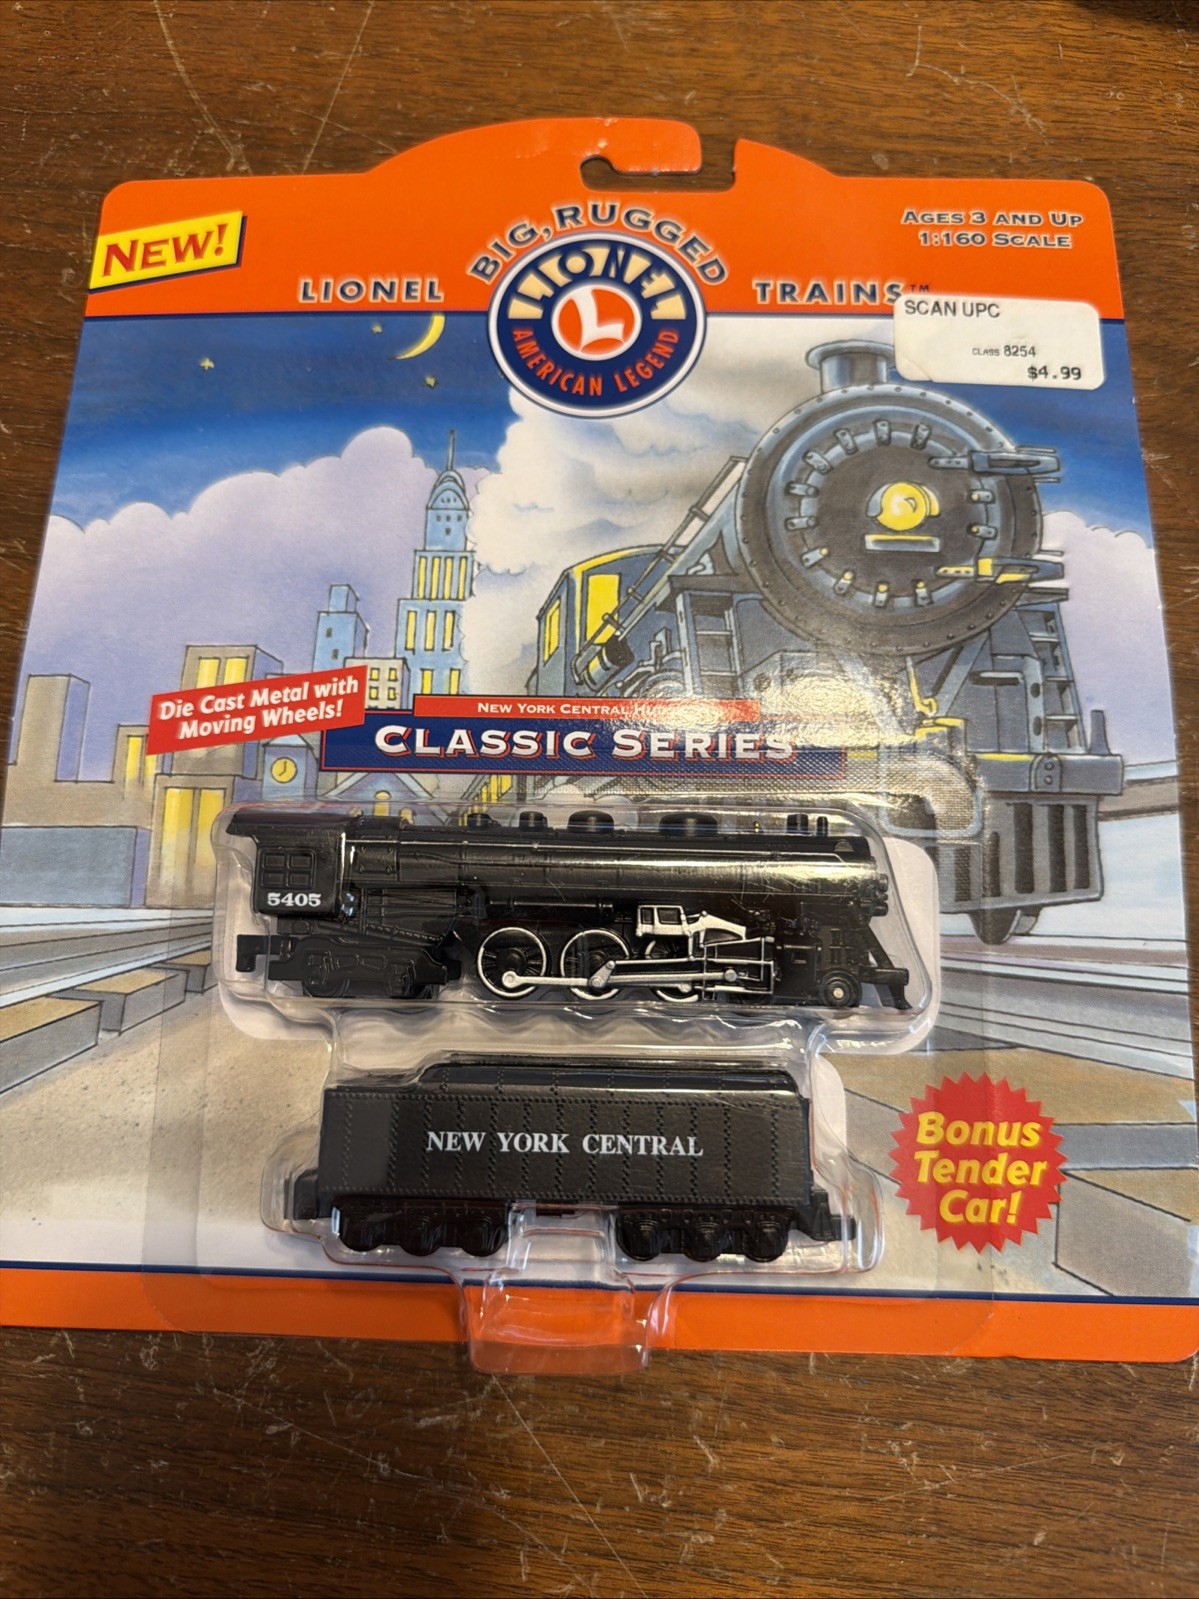 NEW!
BIG, RUGGED
AGES 3 AND UP
1:160 SCALE
LIONEL
TRAINS™
LIONEL
L
AMERICAN LEGEND
SCAN UPC
CLASS 8254
$4.99
Die Cast Metal with
Moving Wheels!
NEW YORK CENTRAL
CLASSIC SERIES
5405
NEW YORK CENTRAL
Bonus
Tender
Car!